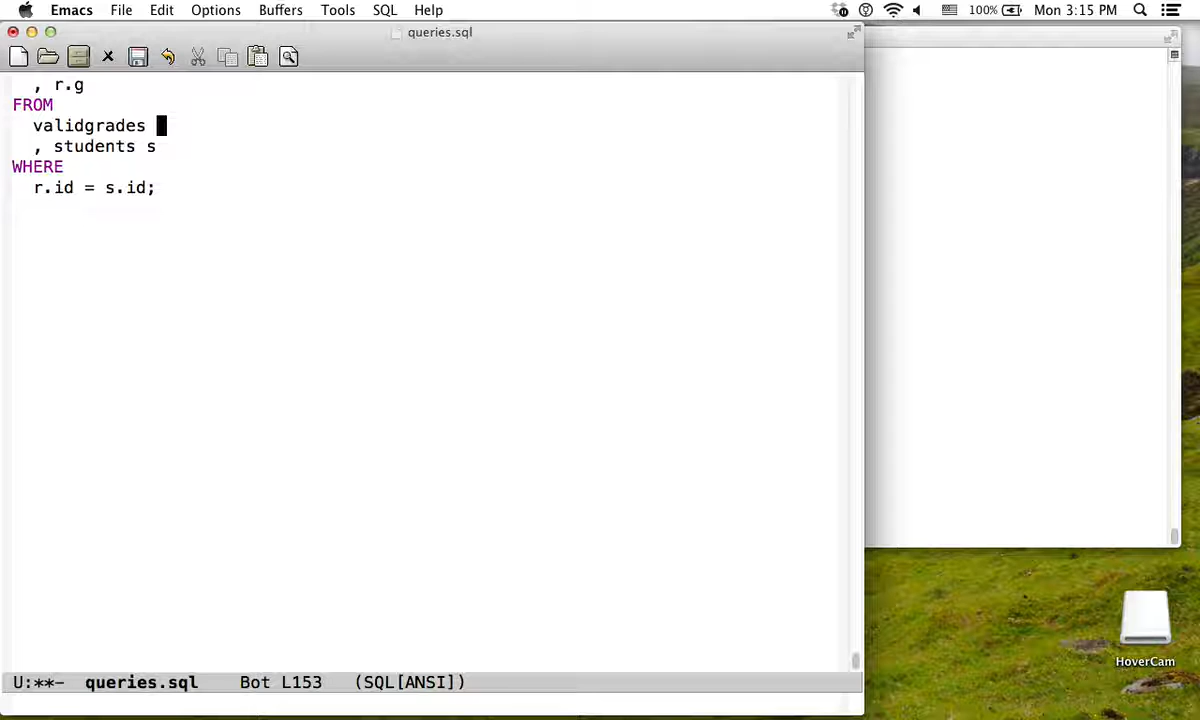 Emacs File Edit Options Buffers Tools SQL Help 100% Mon 3:15 PM
queries.sql
, r.g
FROM
validgrades
, students s
WHERE
r.id = s.id;
U:**- queries.sql Bot L153 (SQL[ANSI])
HoverCam